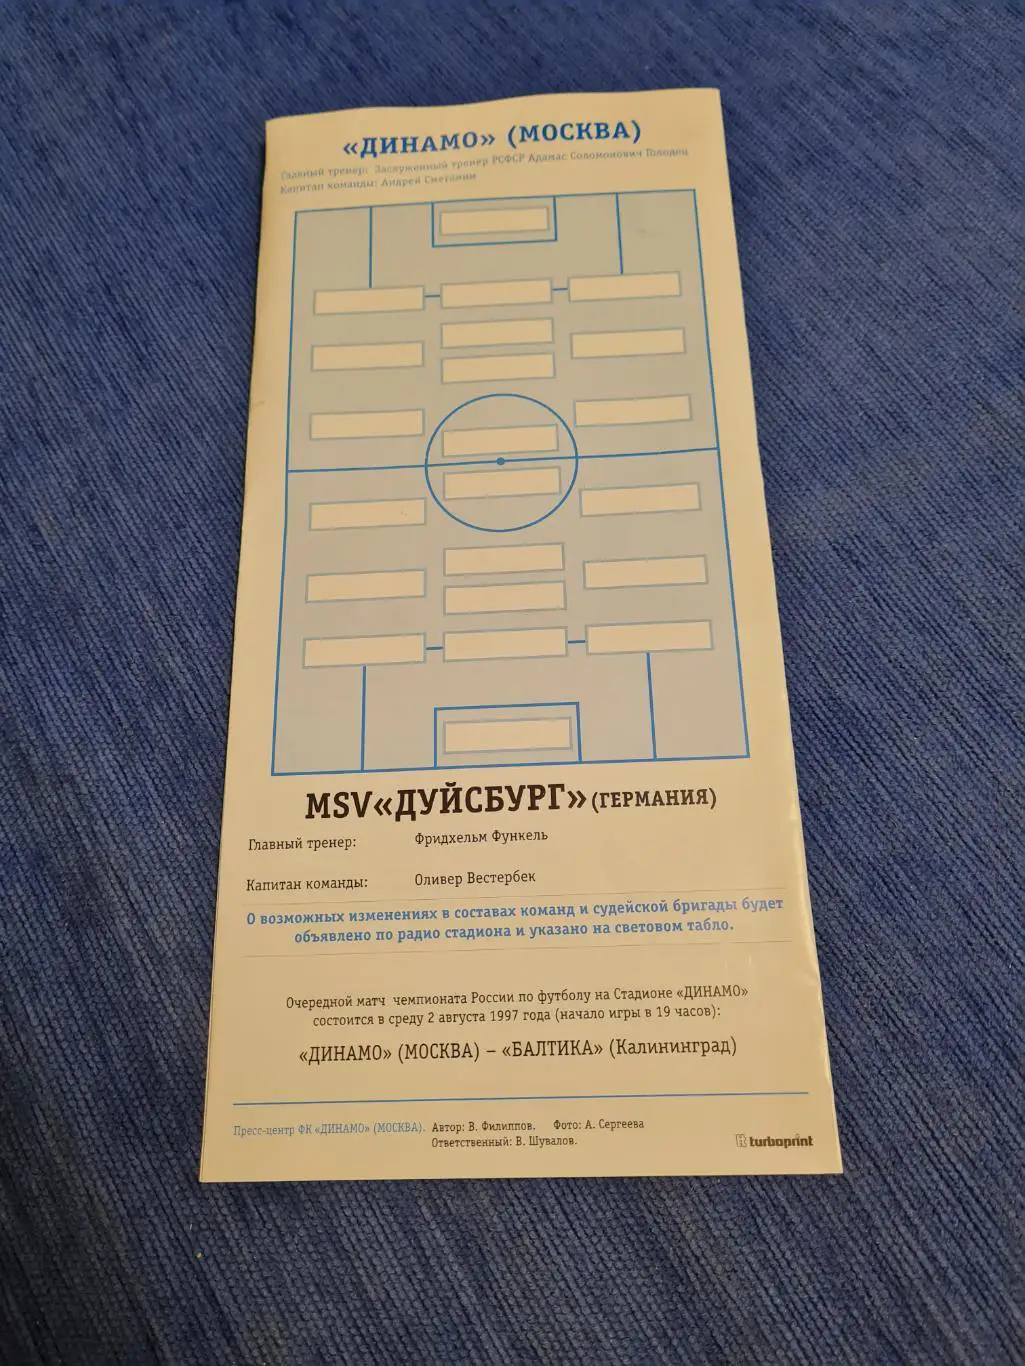 «ДИНАМО» (МОСКВА)
Главный тренер: Заслуженный тренер РСФСР Адамас Соломонович Голодец
Капитан команды: Андрей Сметанин
MSV«ДУЙСБУРГ»(ГЕРМАНИЯ)
Главный тренер: Фридхельм Функель
Капитан команды: Оливер Вестербек
О возможных изменениях в составах команд и судейской бригады будет
объявлено по радио стадиона и указано на световом табло.
Очередной матч чемпионата России по футболу на Стадионе «ДИНАМО»
состоится в среду 2 августа 1997 года (начало игры в 19 часов):
«ДИНАМО» (МОСКВА) – «БАЛТИКА» (Калининград)
Пресс-центр ФК «ДИНАМО» (МОСКВА). Автор: В. Филиппов. Фото: А. Сергеева
Ответственный: В. Шувалов.
turboprint